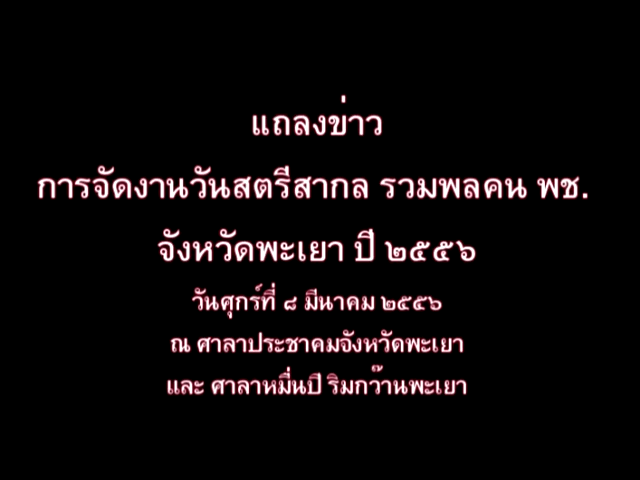 แถลงข่าว
การจัดงานวันสตรีสากล รวมพลคน พช.
จังหวัดพะเยา ปี ๒๕๕๖
วันศุกร์ที่ ๘ มีนาคม ๒๕๕๖
ณ ศาลาประชาคมจังหวัดพะเยา
และ ศาลาหมื่นปี ริมกว๊านพะเยา